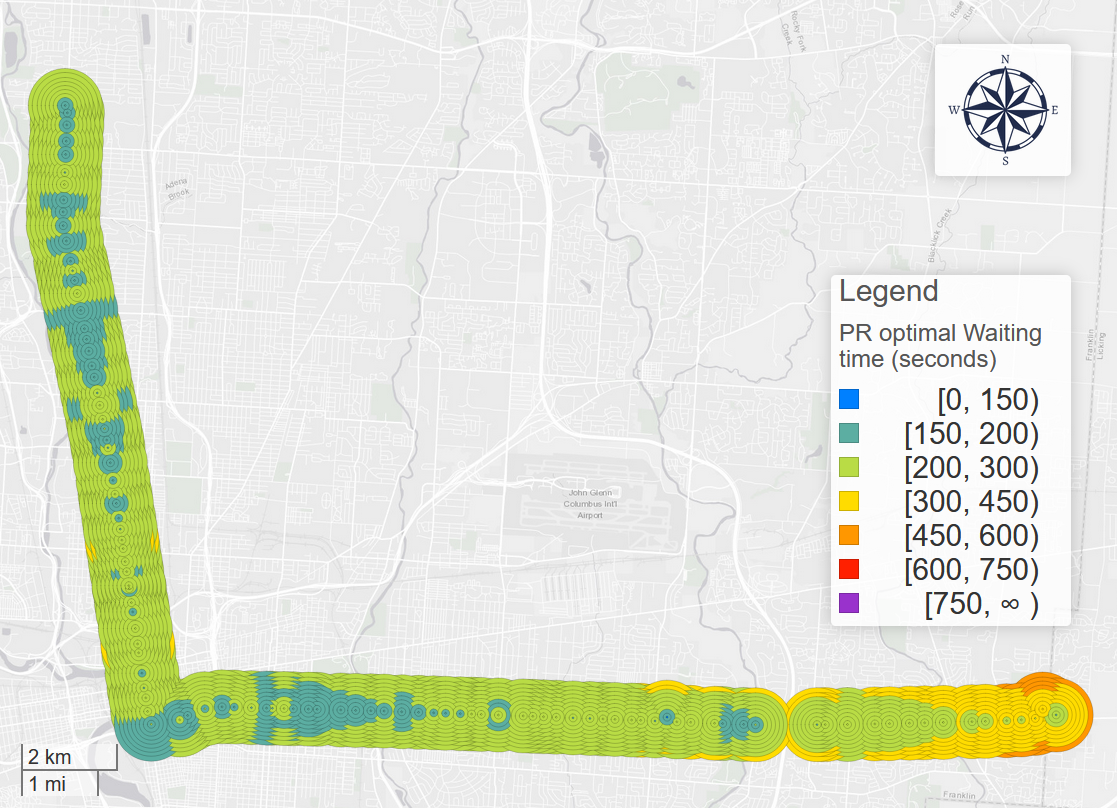 Rocky Fork
Creek
Rose
Run
N
W
E
S
Adena
Brook
Blacklick Creek
Legend
PR optimal Waiting
time (seconds)
[0, 150)
[150, 200)
[200, 300)
[300, 450)
[450, 600)
[600, 750)
[750, ∞ )
Franklin
Licking
John Glenn
Columbus Int'l
Airport
2 km
1 mi
Franklin